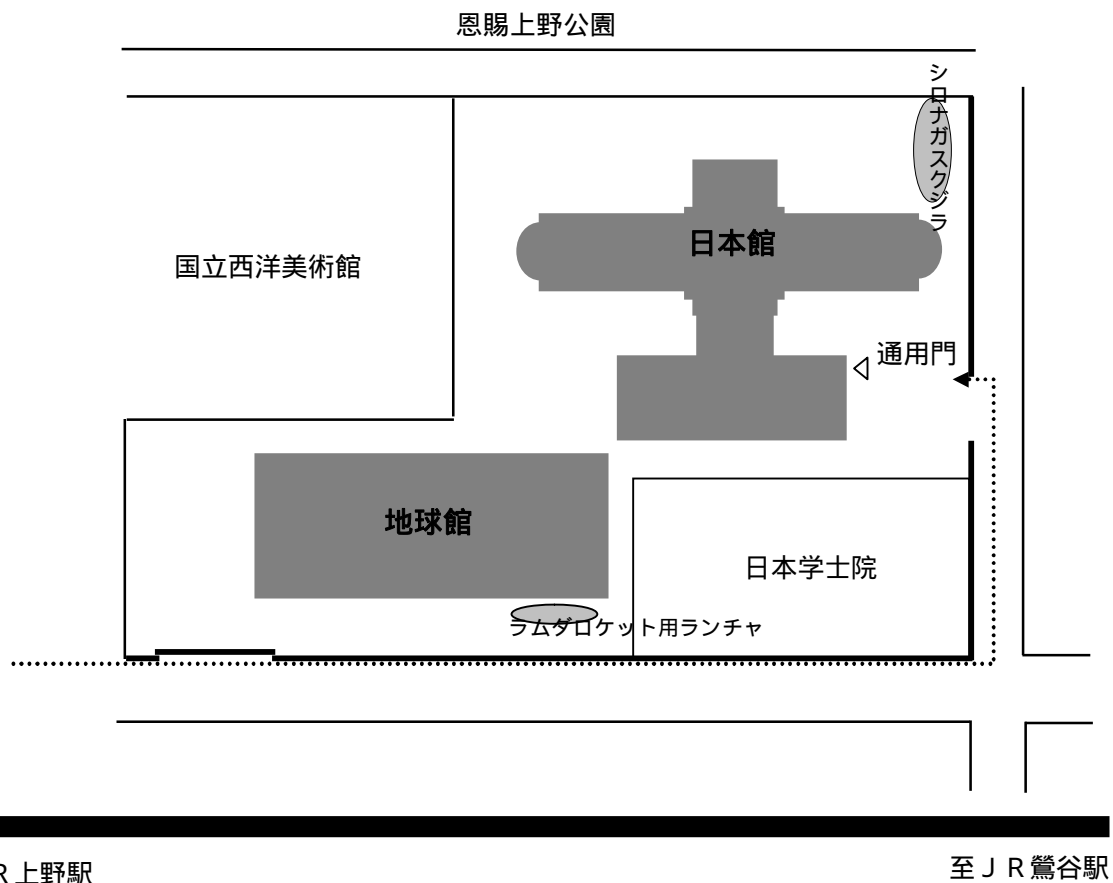 恩賜上野公園
シロナガスクジラ
日本館
国立西洋美術館
通用門
地球館
日本学士院
ラムダロケット用ランチャ
R上野駅
至JR鶯谷駅